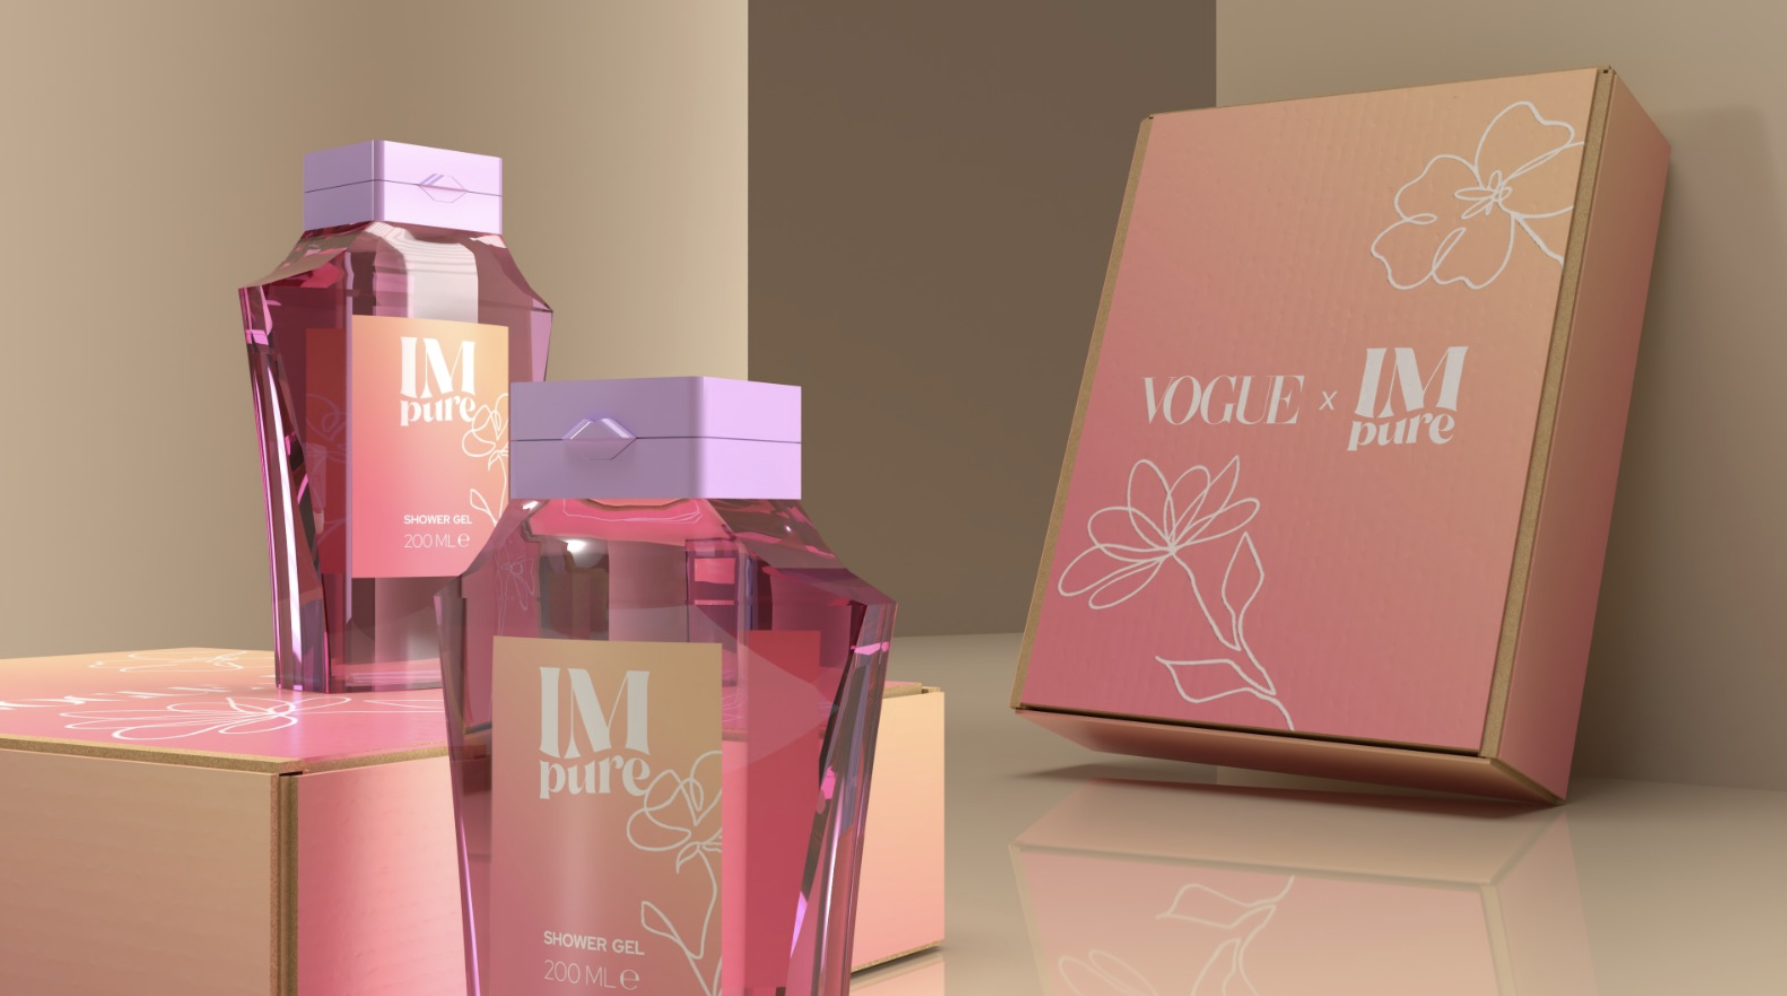 IM
pure
SHOWER GEL
200 ML ℮
IM
pure
SHOWER GEL
200 ML ℮
VOGUE x IM
pure